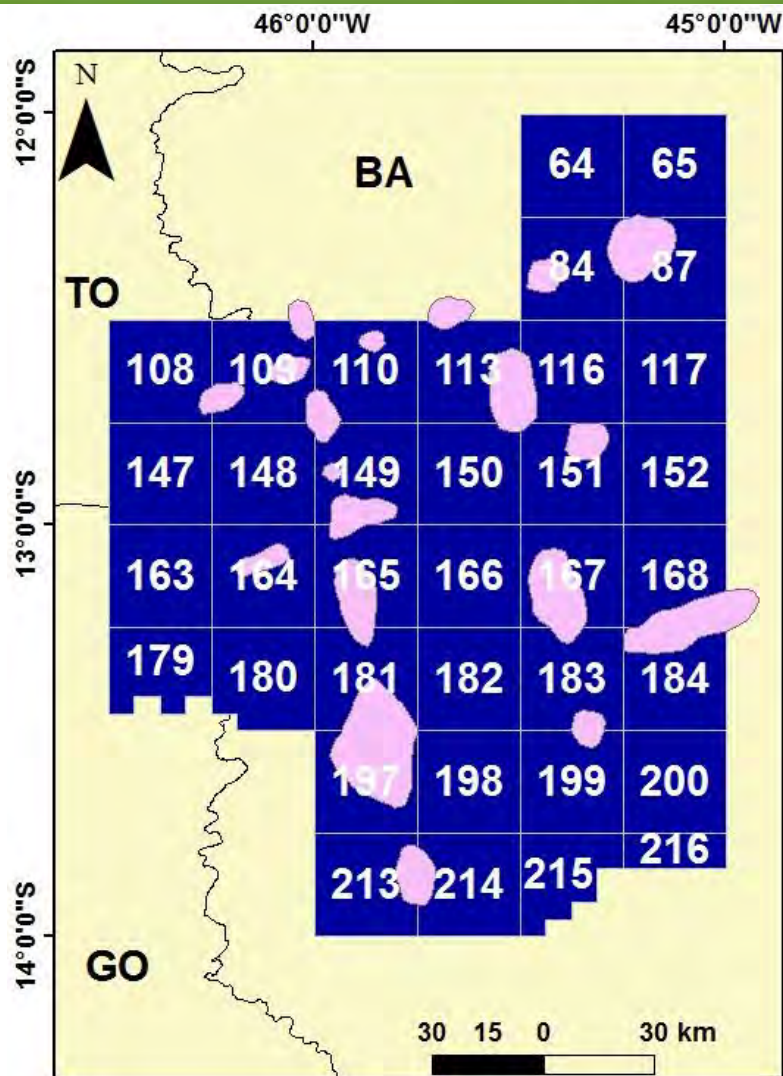 46°0'0"W 45°0'0"W
N
12°0'0"S
BA
64 65
84 87
TO
108 109 110 113 116 117
147 148 149 150 151 152
13°0'0"S
163 164 165 166 167 168
179 180 181 182 183 184
197 198 199 200
213 214 215 216
14°0'0"S
GO
30 15 0 30 km